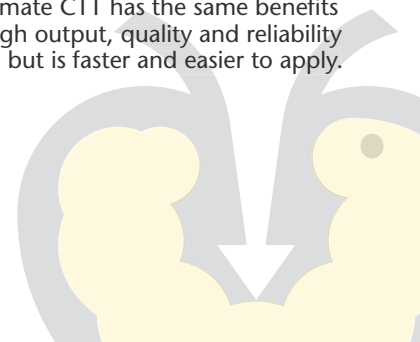 mate CTT has the same benefits
gh output, quality and reliability
but is faster and easier to apply.